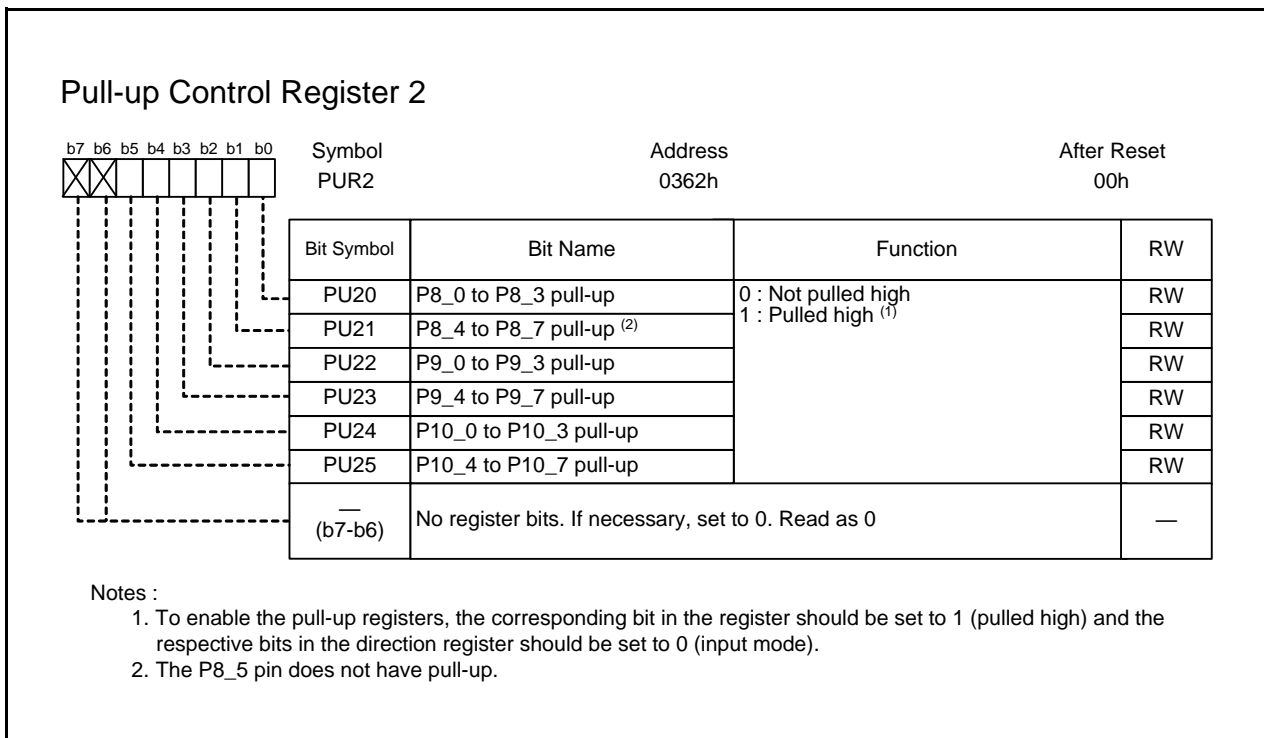 Pull-up Control Register 2
b7 b6 b5 b4 b3 b2 b1 b0 Symbol Address After Reset
PUR2 0362h 00h
Bit Symbol Bit Name Function RW
PU20 P8_0 to P8_3 pull-up 0 : Not pulled high RW
1 : Pulled high (1)
PU21 P8_4 to P8_7 pull-up (2) RW
PU22 P9_0 to P9_3 pull-up RW
PU23 P9_4 to P9_7 pull-up RW
PU24 P10_0 to P10_3 pull-up RW
PU25 P10_4 to P10_7 pull-up RW
—
(b7-b6) No register bits. If necessary, set to 0. Read as 0 —
Notes :
1. To enable the pull-up registers, the corresponding bit in the register should be set to 1 (pulled high) and the
respective bits in the direction register should be set to 0 (input mode).
2. The P8_5 pin does not have pull-up.